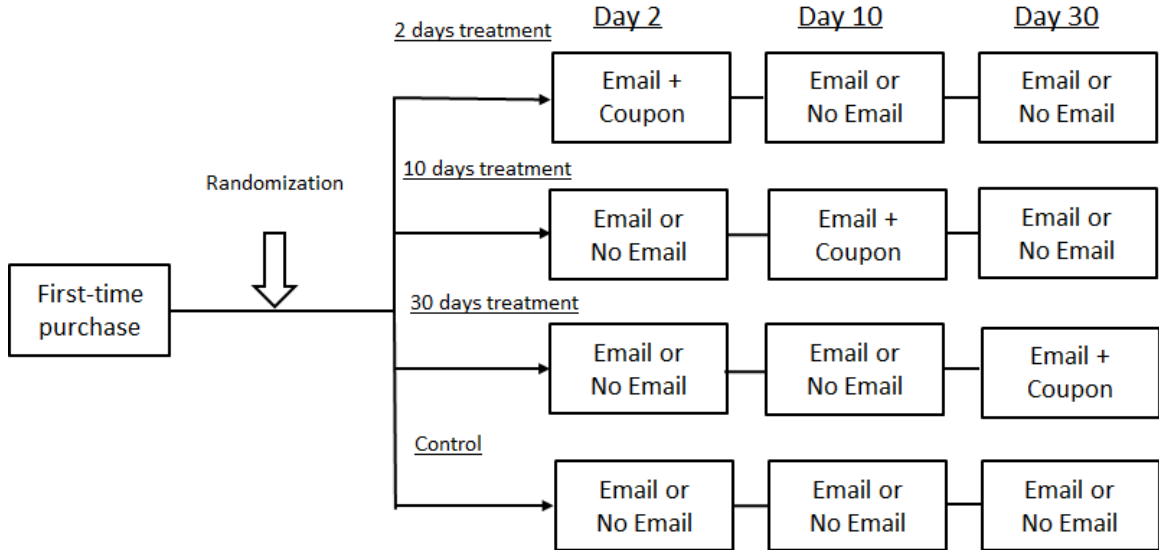 Day 2
Day 10
Day 30
2 days treatment
Email +
Coupon
Email or
No Email
Email or
No Email
10 days treatment
Randomization
Email or
No Email
Email +
Coupon
Email or
No Email
First-time
purchase
30 days treatment
Email or
No Email
Email or
No Email
Email +
Coupon
Control
Email or
No Email
Email or
No Email
Email or
No Email